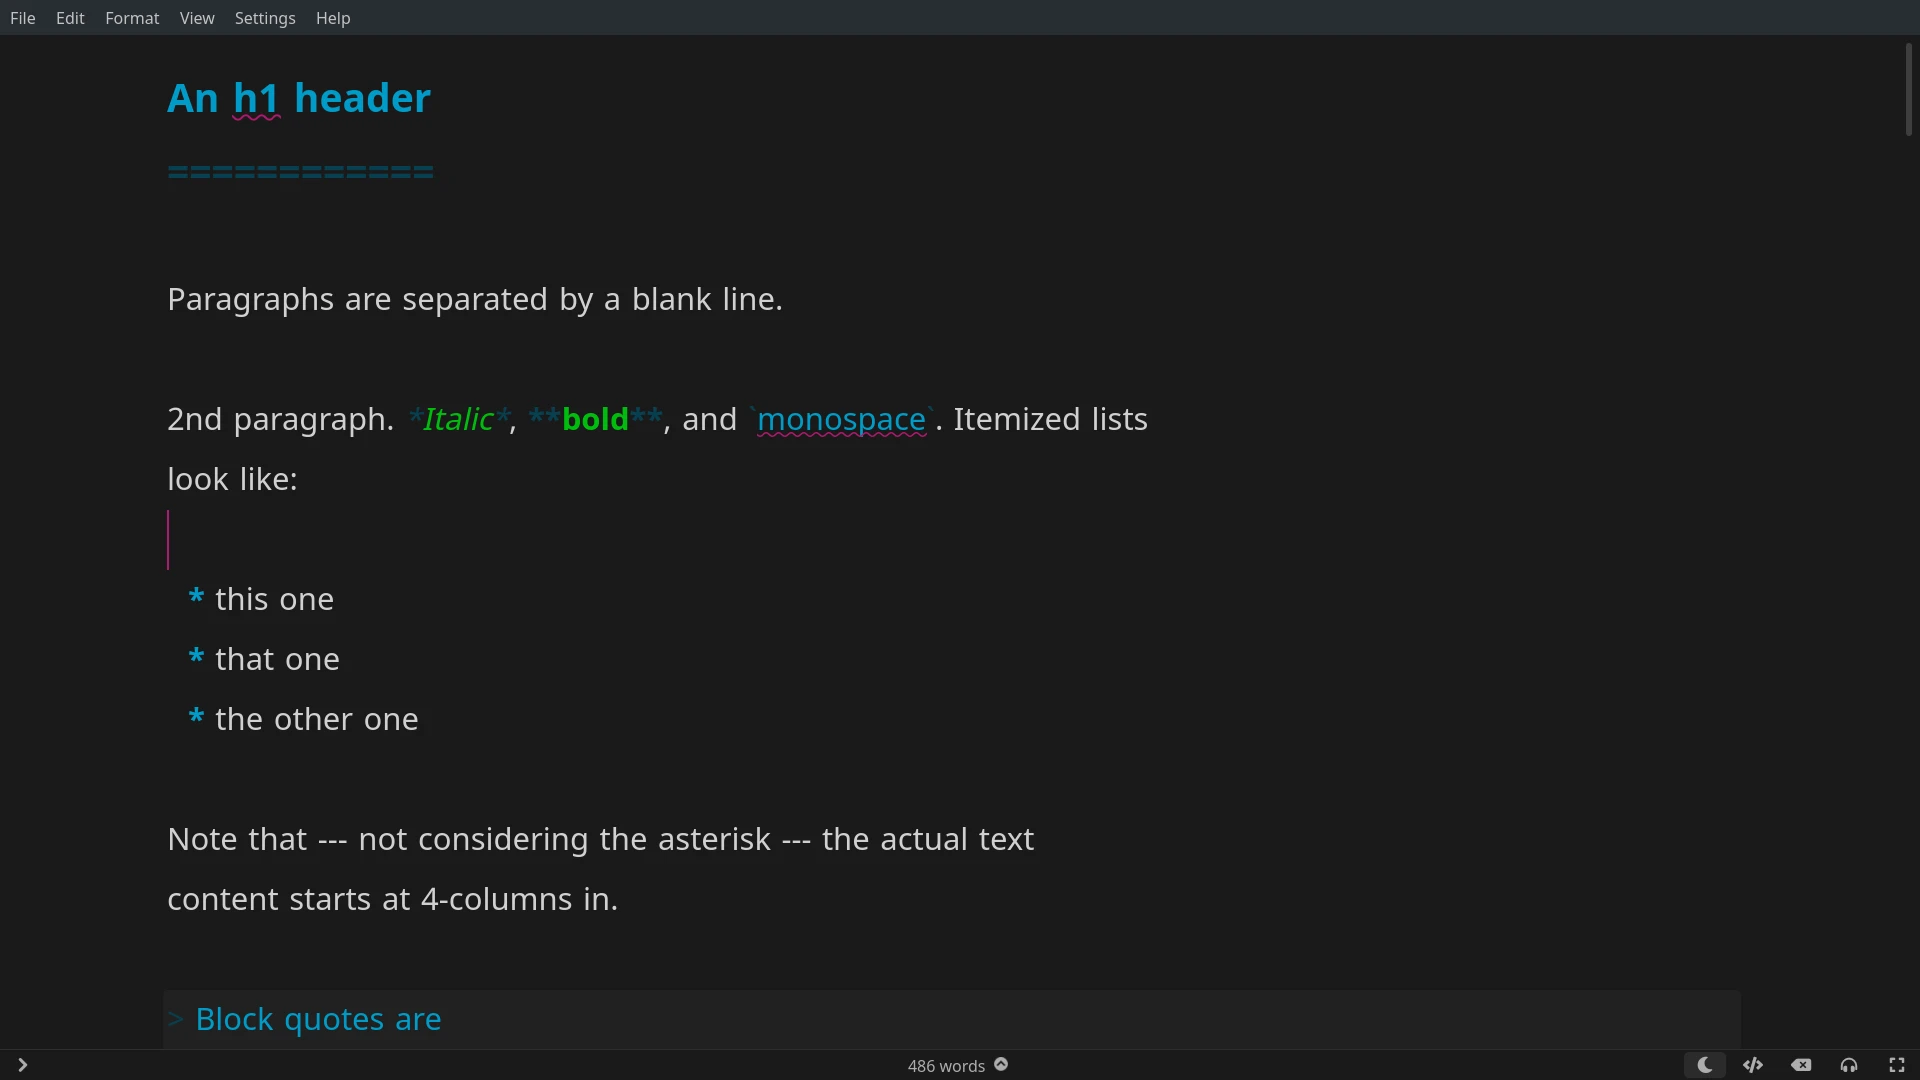 File Edit Format View Settings Help
An h1 header
============
Paragraphs are separated by a blank line.
2nd paragraph. *Italic*, **bold**, and `monospace`. Itemized lists
look like:
* this one
* that one
* the other one
Note that --- not considering the asterisk --- the actual text
content starts at 4-columns in.
> Block quotes are
486 words